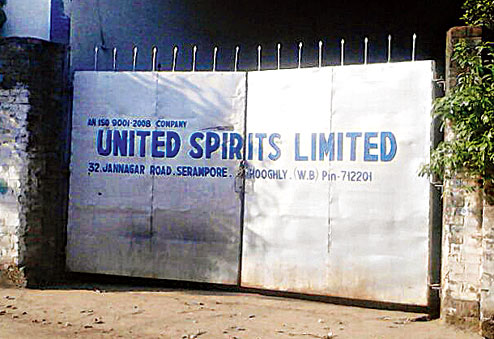 AN ISO 9001-2008 COMPANY
UNITED SPIRITS LIMITED
32, JANNAGAR ROAD, SERAMPORE. HOOGHLY. (W.B) Pin-712201